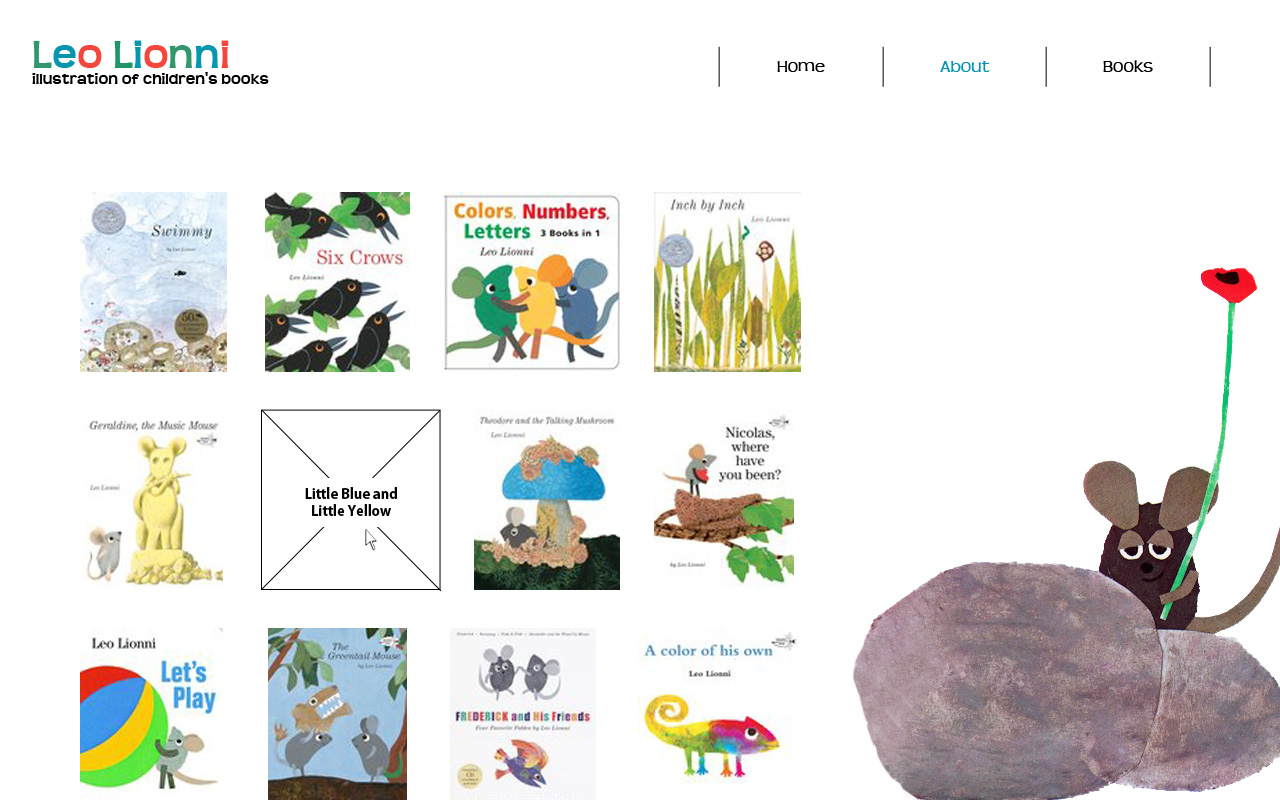 Leo Lionni
illustration of children's books
Home
About
Books
Swimmy
by Leo Lionni
50th
Six Crows
Leo Lionni
Colors, Numbers,
Letters 3 Books in 1
Leo Lionni
Inch by Inch
Leo Lionni
Geraldine, the Music Mouse
Leo Lionni
Little Blue and
Little Yellow
Theodore and the Talking Mushroom
Leo Lionni
Nicolas,
where
have
you been?
by Leo Lionni
Leo Lionni
Let's
Play
The
Greentail Mouse
by Leo Lionni
FREDERICK and His Friends
Four Favorite Fables by Leo Lionni
A color of his own
Leo Lionni